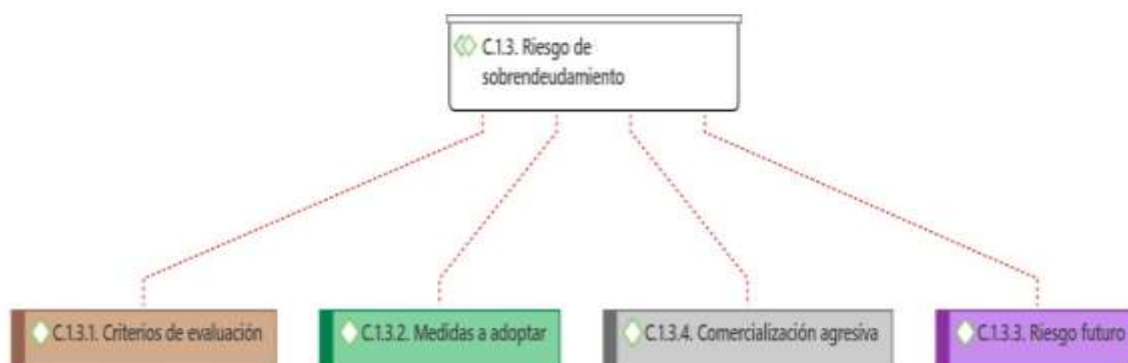 C.1.3. Riesgo de
sobrendeudamiento
C.1.3.1. Criterios de evaluación
C.1.3.2. Medidas a adoptar
C.1.3.4. Comercialización agresiva
C.1.3.3. Riesgo futuro